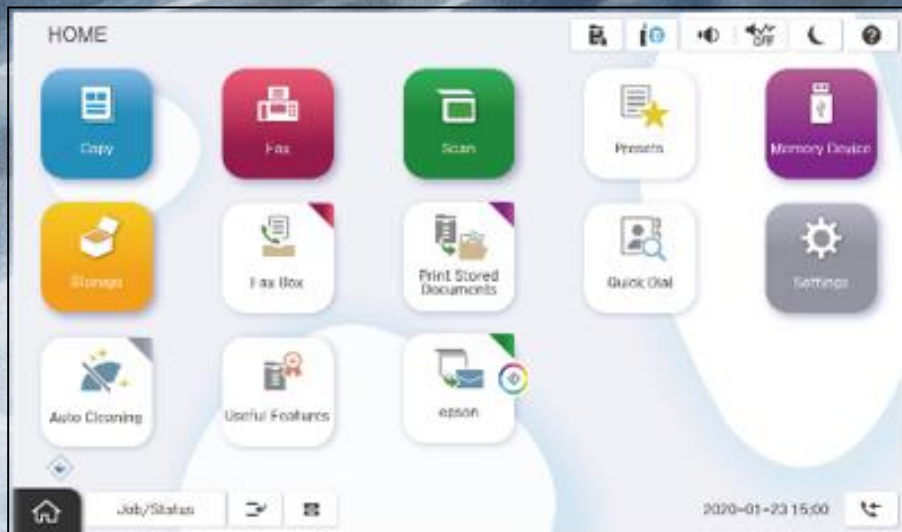 HOME
OFF
Copy
Fax
Scan
Presets
Memory Device
Storage
Fax Box
Print Stored
Documents
Quick Dial
Settings
Auto Cleaning
Useful Features
epson
Job/Status
2020-01-23 15:00